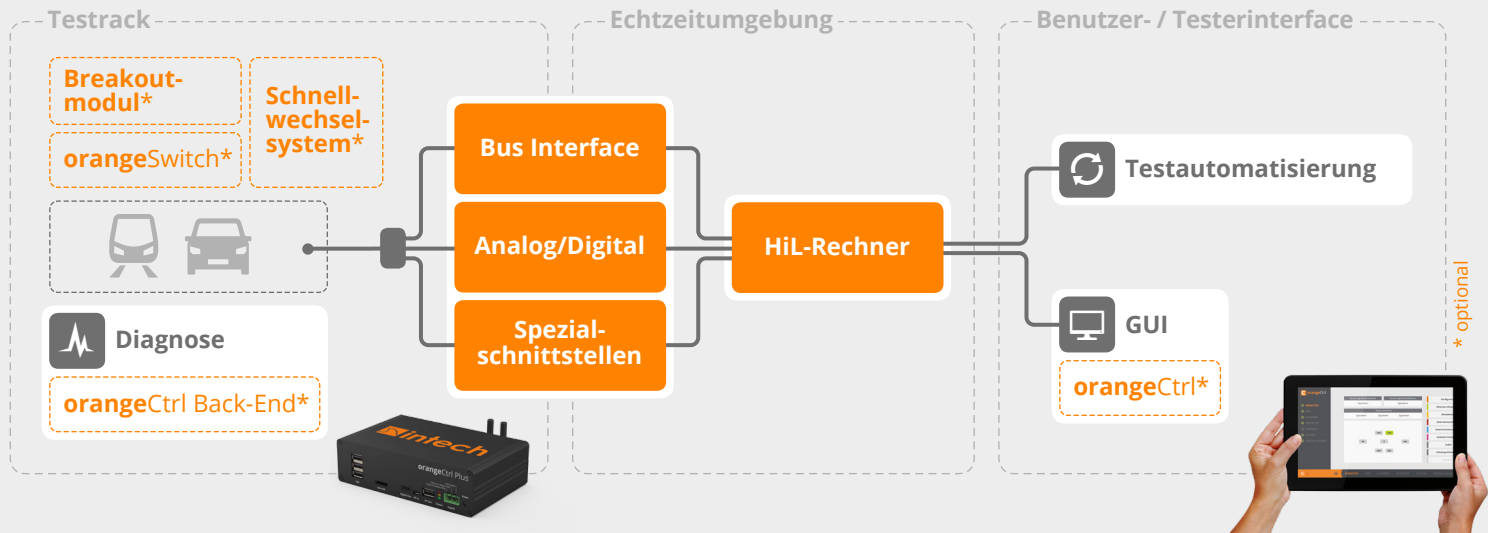 Testrack
Echtzeitumgebung
Benutzer- / Testerinterface
Breakout-
modul*
Schnell-
wechsel-
system*
orangeSwitch*
Bus Interface
Analog/Digital
Spezial-
schnittstellen
HiL-Rechner
Testautomatisierung
GUI
orangeCtrl*
* optional
Diagnose
orangeCtrl Back-End*
intech
orangeCtrl Plus
orangeCtrl